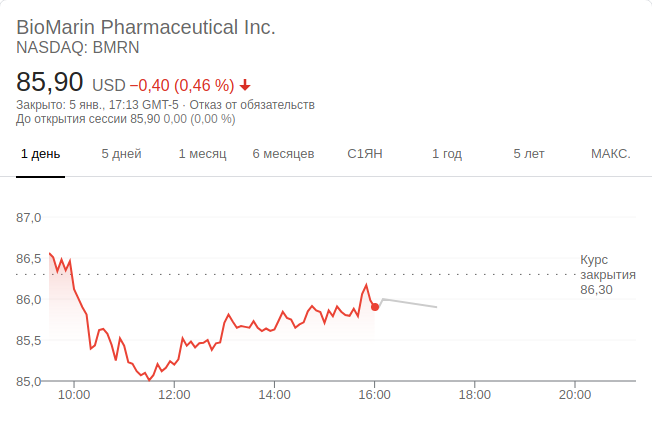 BioMarin Pharmaceutical Inc.
NASDAQ: BMRN
85,90 USD −0,40 (0,46 %)
Закрыто: 5 янв., 17:13 GMT-5 · Отказ от обязательств
До открытия сессии 85,90 0,00 (0,00 %)
1 день 5 дней 1 месяц 6 месяцев С1ЯН 1 год 5 лет МАКС.
87,0
86,5
Курс
закрытия
86,30
86,0
85,5
85,0
10:00 12:00 14:00 16:00 18:00 20:00